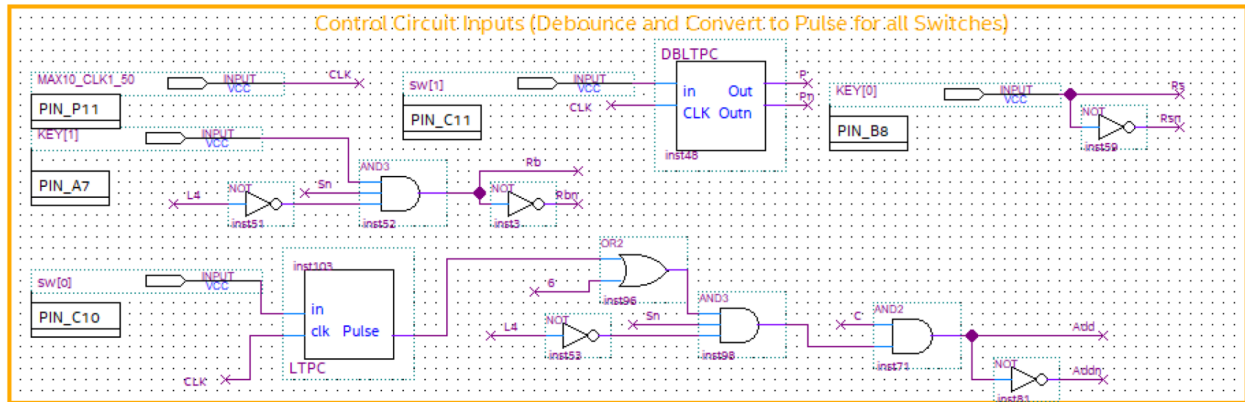 Control Circuit Inputs (Debounce and Convert to Pulse for all Switches)
MAX10_CLK1_50
INPUT
VCC
CLK
PIN_P11
SW[1]
INPUT
VCC
CLK
PIN_C11
DBLTPC
in
Out
CLK
Outn
inst48
P
Pn
KEY[0]
INPUT
VCC
PIN_B8
Rs
NOT
Rsn
inst59
KEY[1]
INPUT
VCC
PIN_A7
L4
NOT
inst51
Sn
AND3
inst52
Rb
NOT
Rbn
inst3
SW[0]
INPUT
VCC
PIN_C10
inst103
in
clk
Pulse
LTPC
CLK
OR2
6
inst96
L4
NOT
inst53
Sn
AND3
inst98
C
AND2
inst71
Add
NOT
Addn
inst81